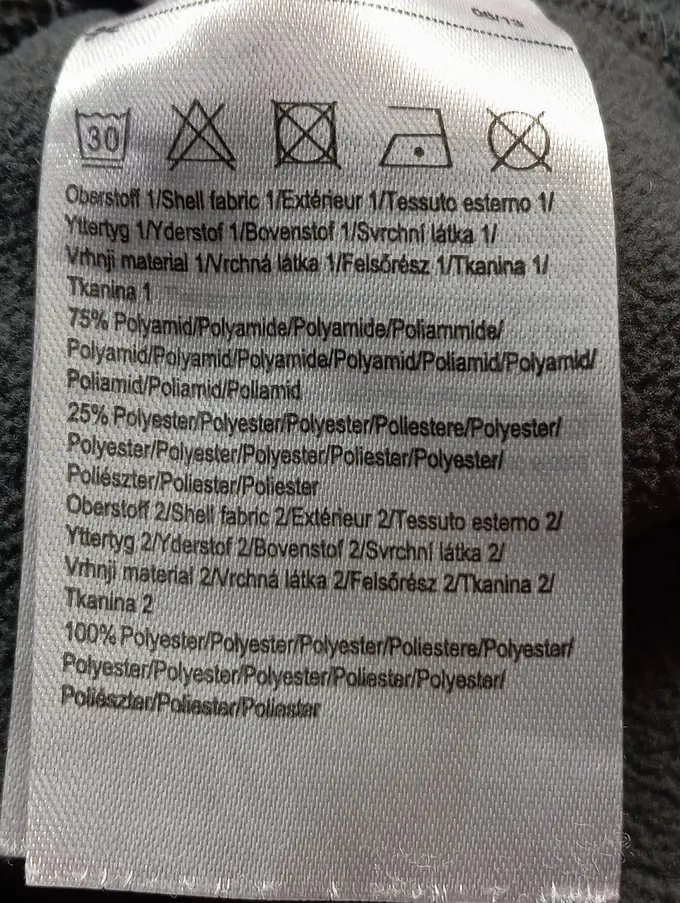 08/13
30
Oberstoff 1/Shell fabric 1/Extérieur 1/Tessuto esterno 1/
Yttertyg 1/Yderstof 1/Bovenstof 1/Svrchní látka 1/
Vrhnji material 1/Vrchná látka 1/Felsőrész 1/Tkanina 1/
Tkanina 1
75% Polyamid/Polyamide/Polyamide/Poliammide/
Polyamid/Polyamid/Polyamide/Polyamid/Poliamid/Polyamid/
Poliamid/Poliamid/Poliamid
25% Polyester/Polyester/Polyester/Poliestere/Polyester/
Polyester/Polyester/Polyester/Poliester/Polyester/
Poliészter/Poliester/Poliester
Oberstoff 2/Shell fabric 2/Extérieur 2/Tessuto esterno 2/
Yttertyg 2/Yderstof 2/Bovenstof 2/Svrchní látka 2/
Vrhnji material 2/Vrchná látka 2/Felsőrész 2/Tkanina 2/
Tkanina 2
100% Polyester/Polyester/Polyester/Poliestere/Polyester/
Polyester/Polyester/Polyester/Poliester/Polyester/
Poliészter/Poliester/Poliester